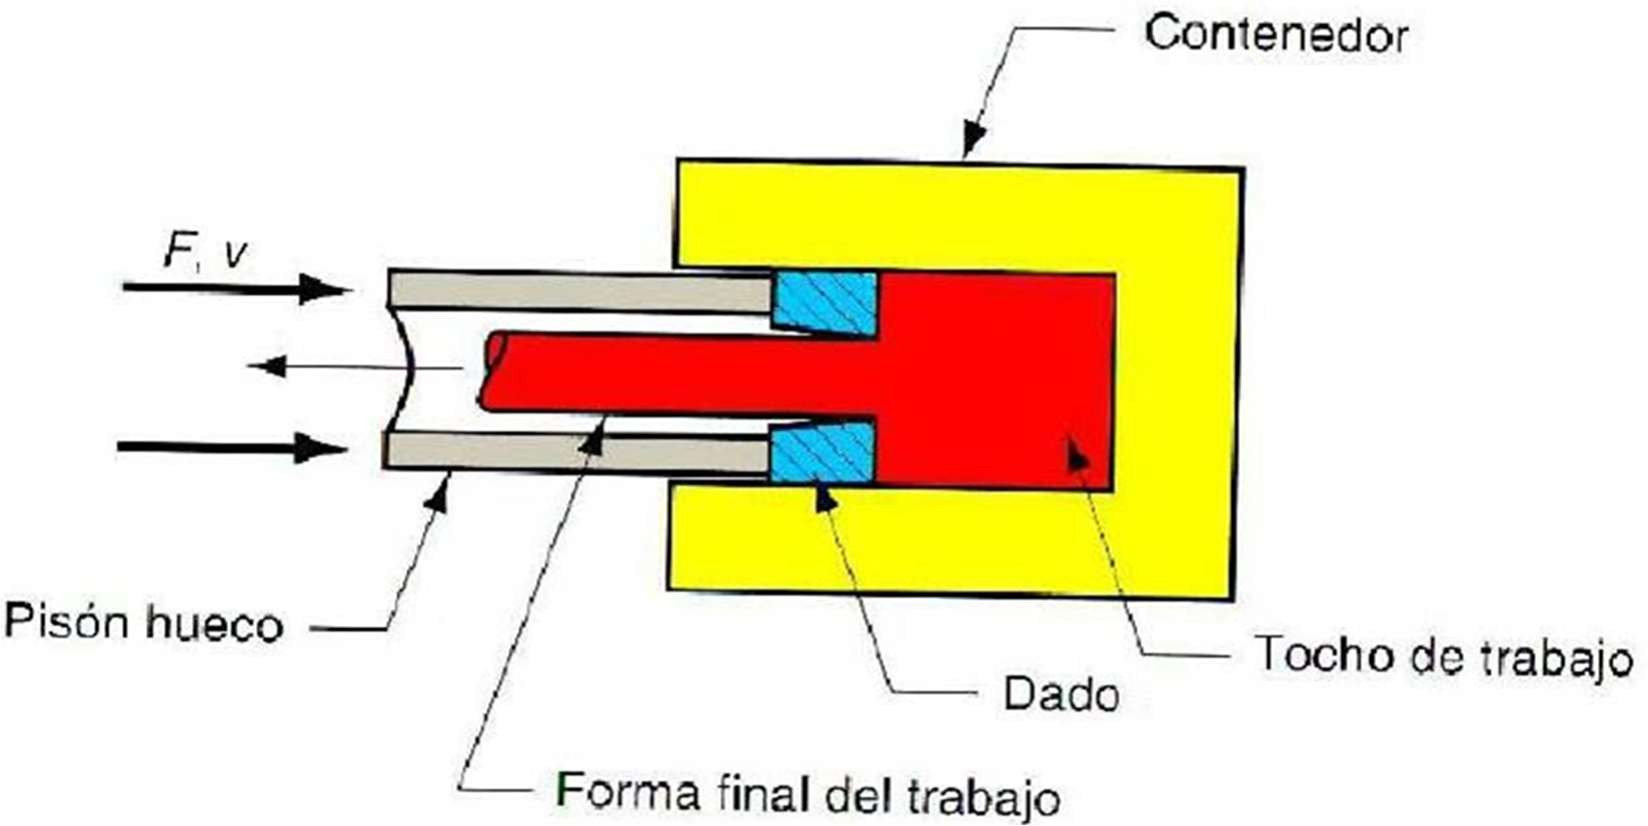 Contenedor
F, v
Pisón hueco
Tocho de trabajo
Dado
Forma final del trabajo